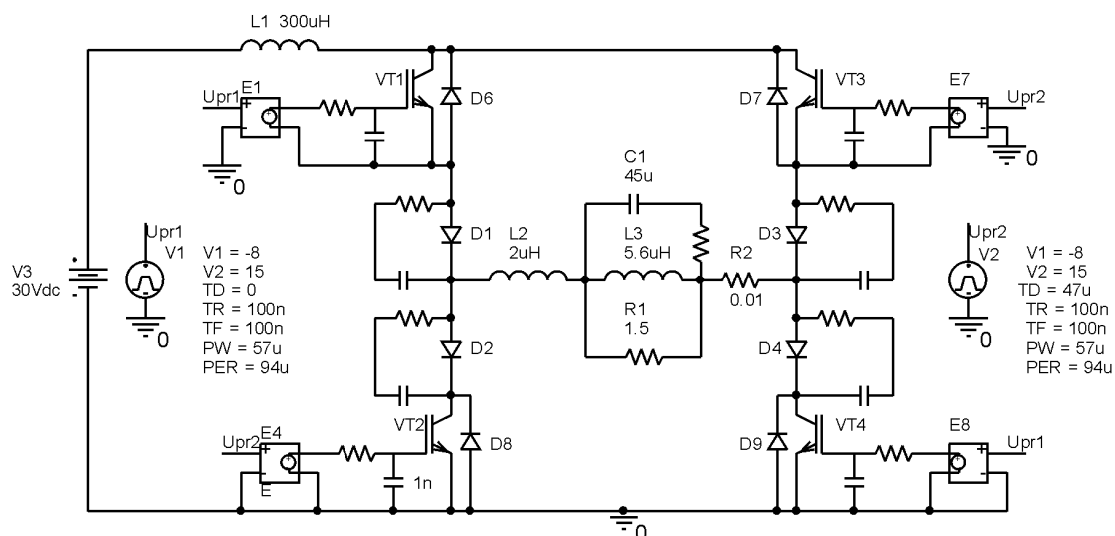 L1 300uH
VT1
VT3
E1
E7
Upr1
D6
D7
Upr2
0
0
C1
45u
Upr1
V1
V1 = -8
V2 = 15
TD = 0
TR = 100n
TF = 100n
PW = 57u
PER = 94u
V3
30Vdc
0
D1
L2
2uH
L3
5.6uH
R2
0.01
D3
R1
1.5
Upr2
V2
V1 = -8
V2 = 15
TD = 47u
TR = 100n
TF = 100n
PW = 57u
PER = 94u
0
D2
D4
VT2
VT4
E4
Upr2
E
D8
D9
E8
Upr1
1n
0